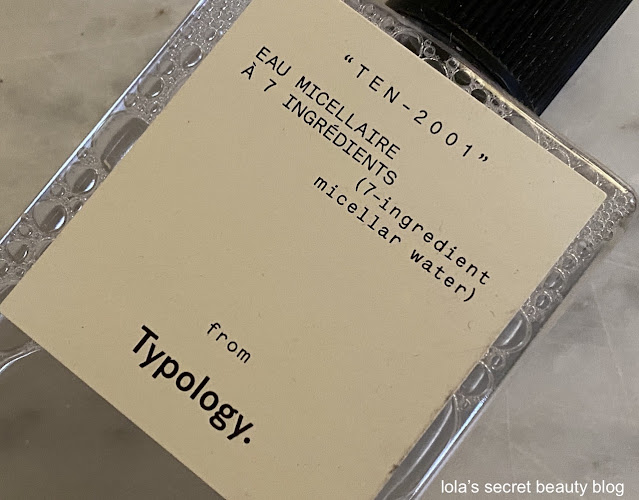 “TEN-2001”
EAU MICELLAIRE
À 7 INGRÉDIENTS
(7-ingredient
micellar water)
from
Typology.
lola's secret beauty blog